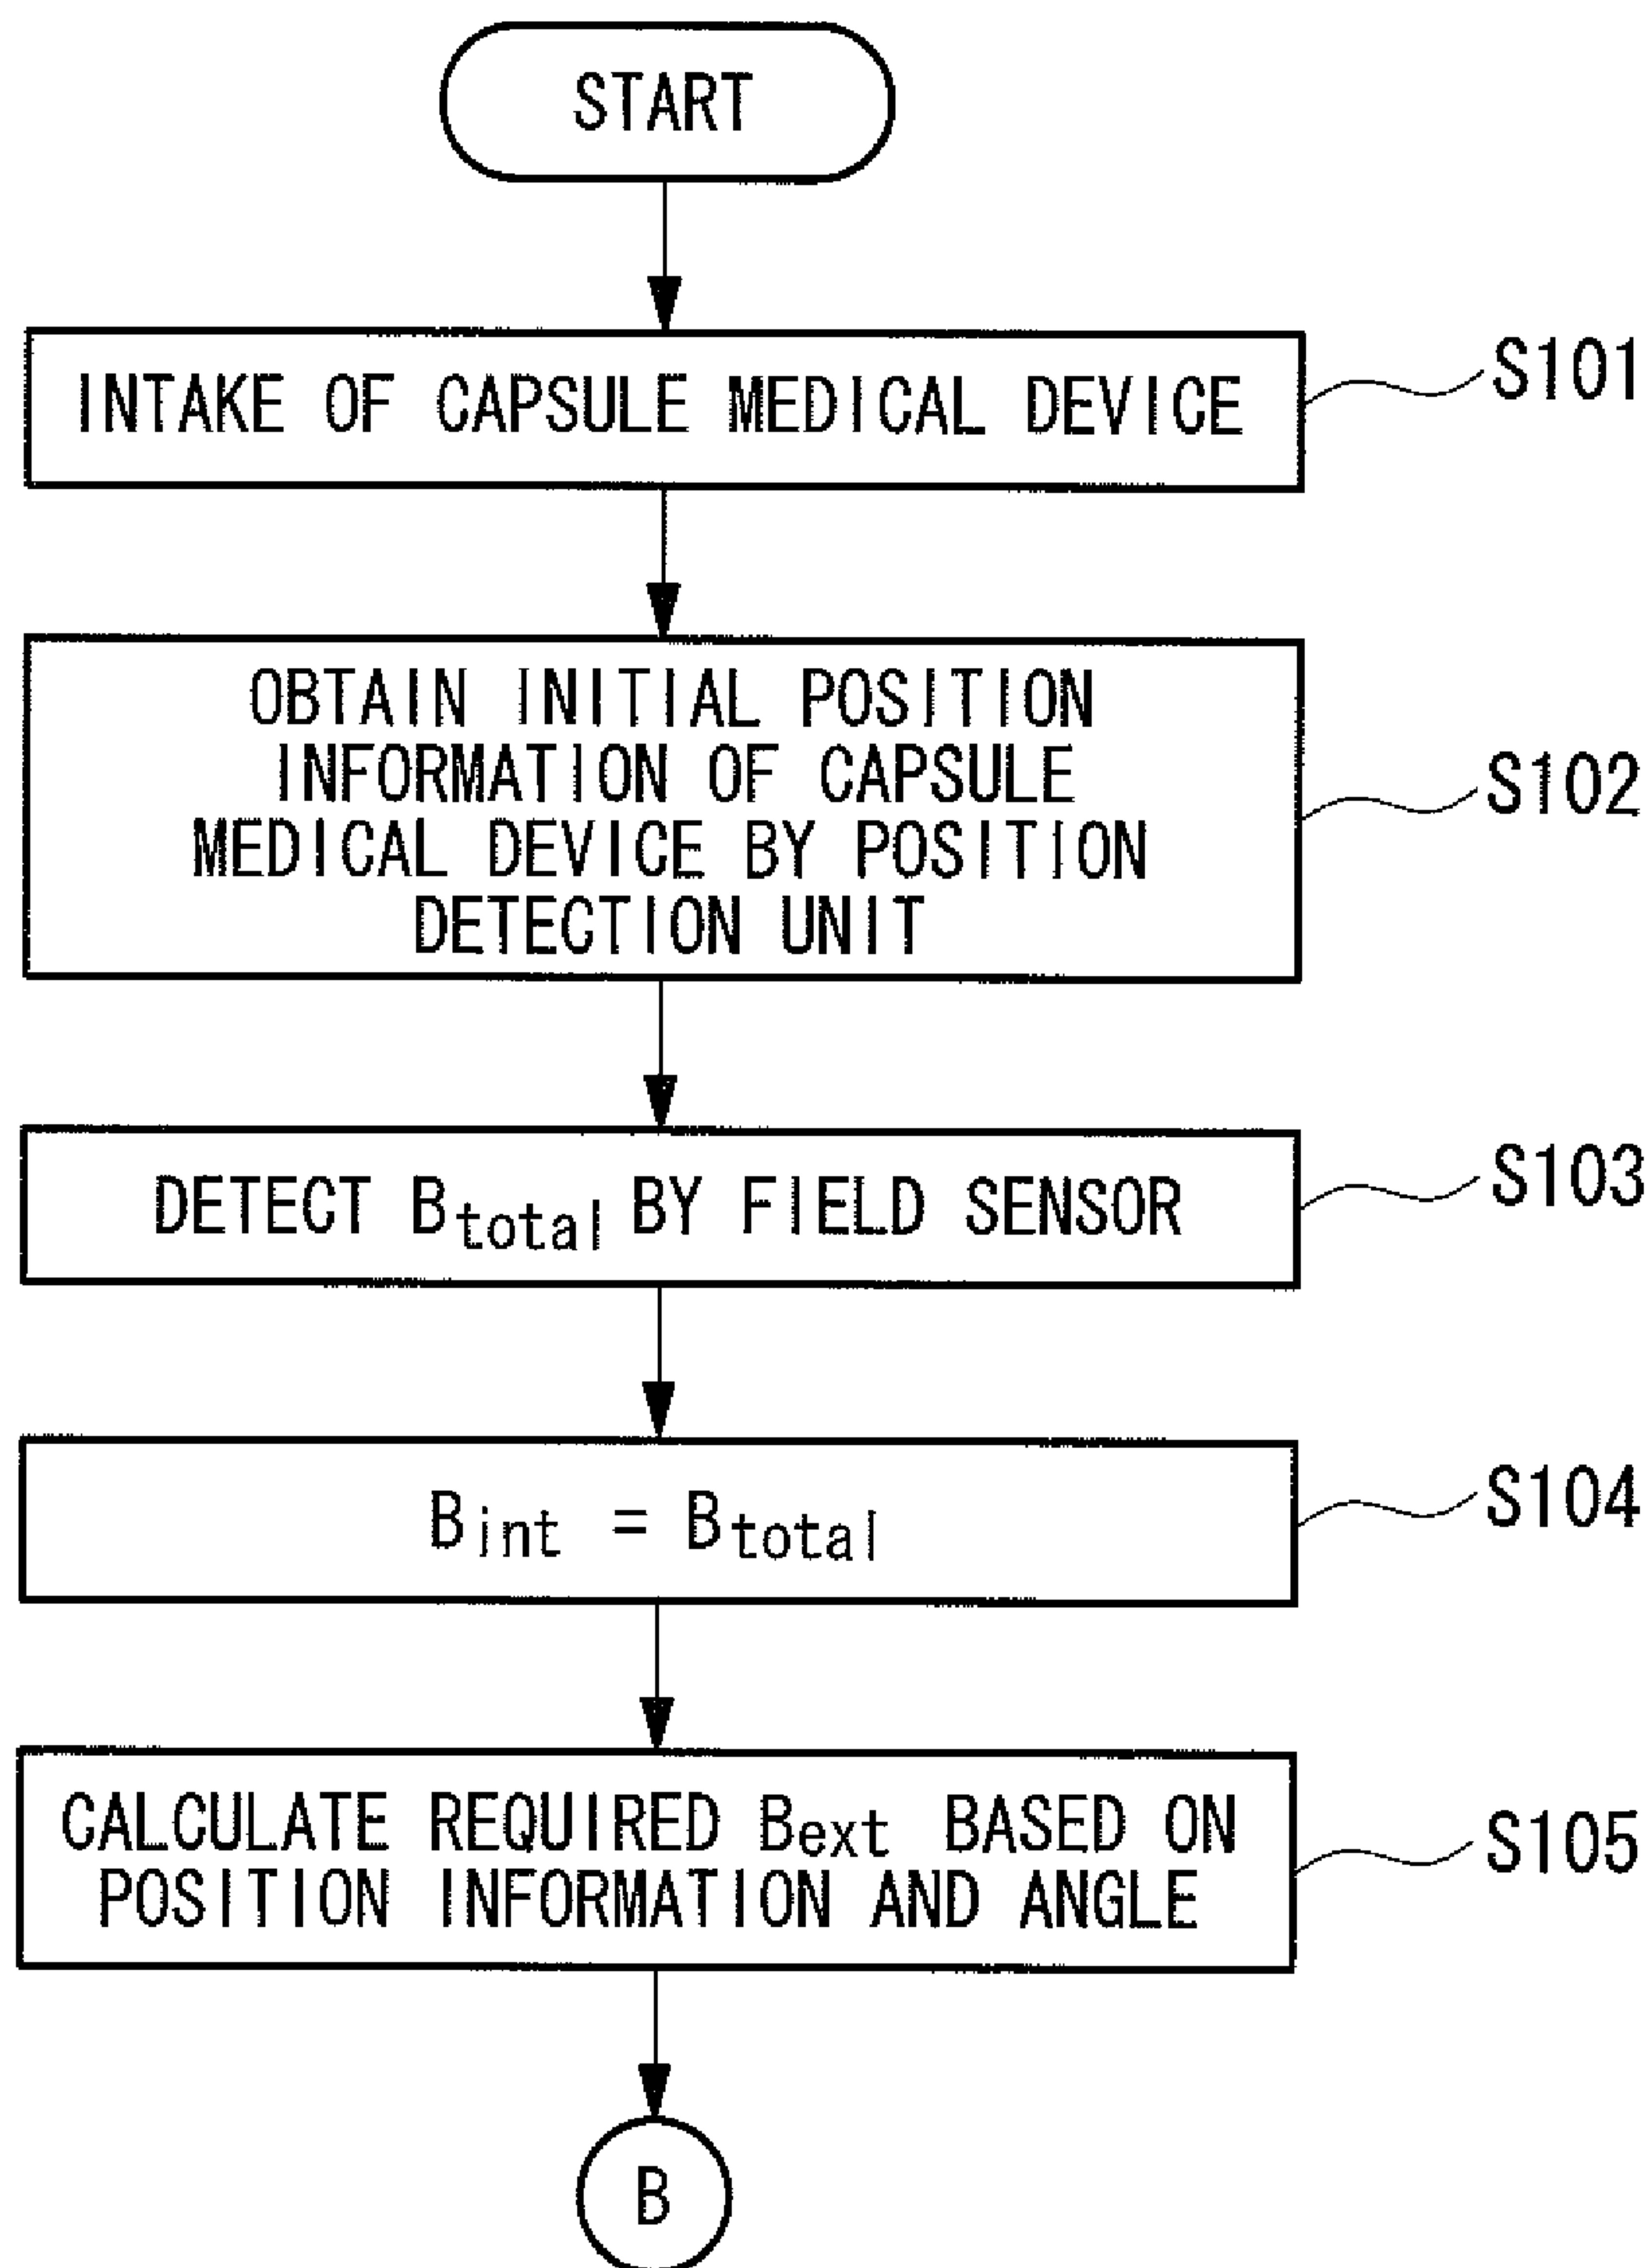 START
INTAKE OF CAPSULE MEDICAL DEVICE
S101
OBTAIN INITIAL POSITION
INFORMATION OF CAPSULE
MEDICAL DEVICE BY POSITION
DETECTION UNIT
S102
DETECT Btotal BY FIELD SENSOR
S103
Bint = Btotal
S104
CALCULATE REQUIRED Bext BASED ON
POSITION INFORMATION AND ANGLE
S105
B